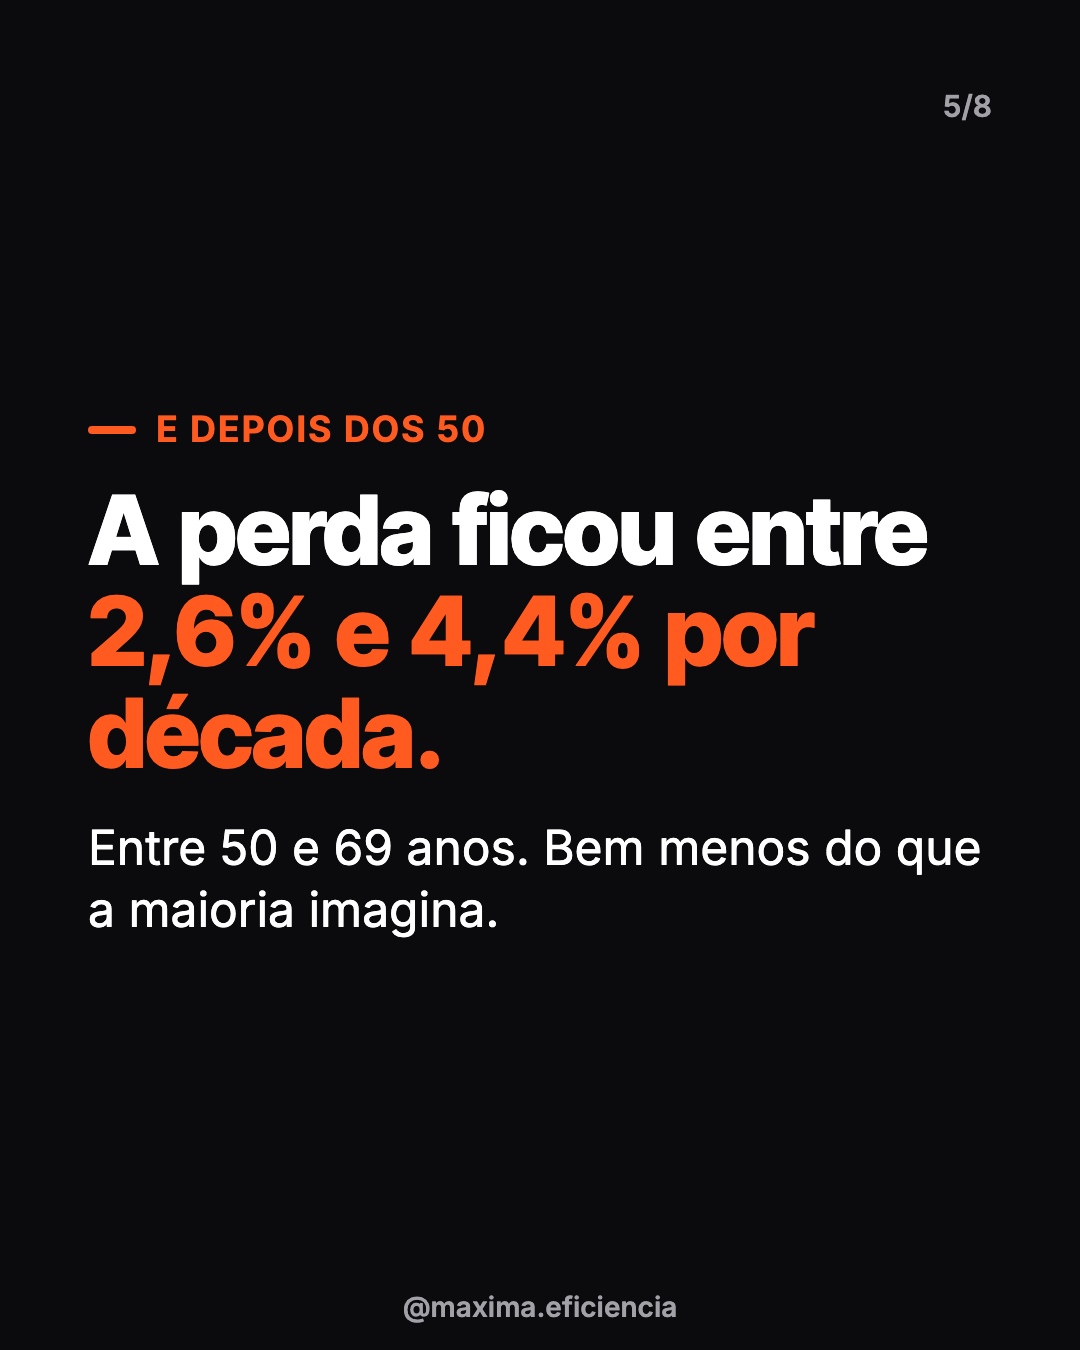 5/8
E DEPOIS DOS 50
A perda ficou entre
2,6% e 4,4% por
década.
Entre 50 e 69 anos. Bem menos do que
a maioria imagina.
@maxima.eficiencia